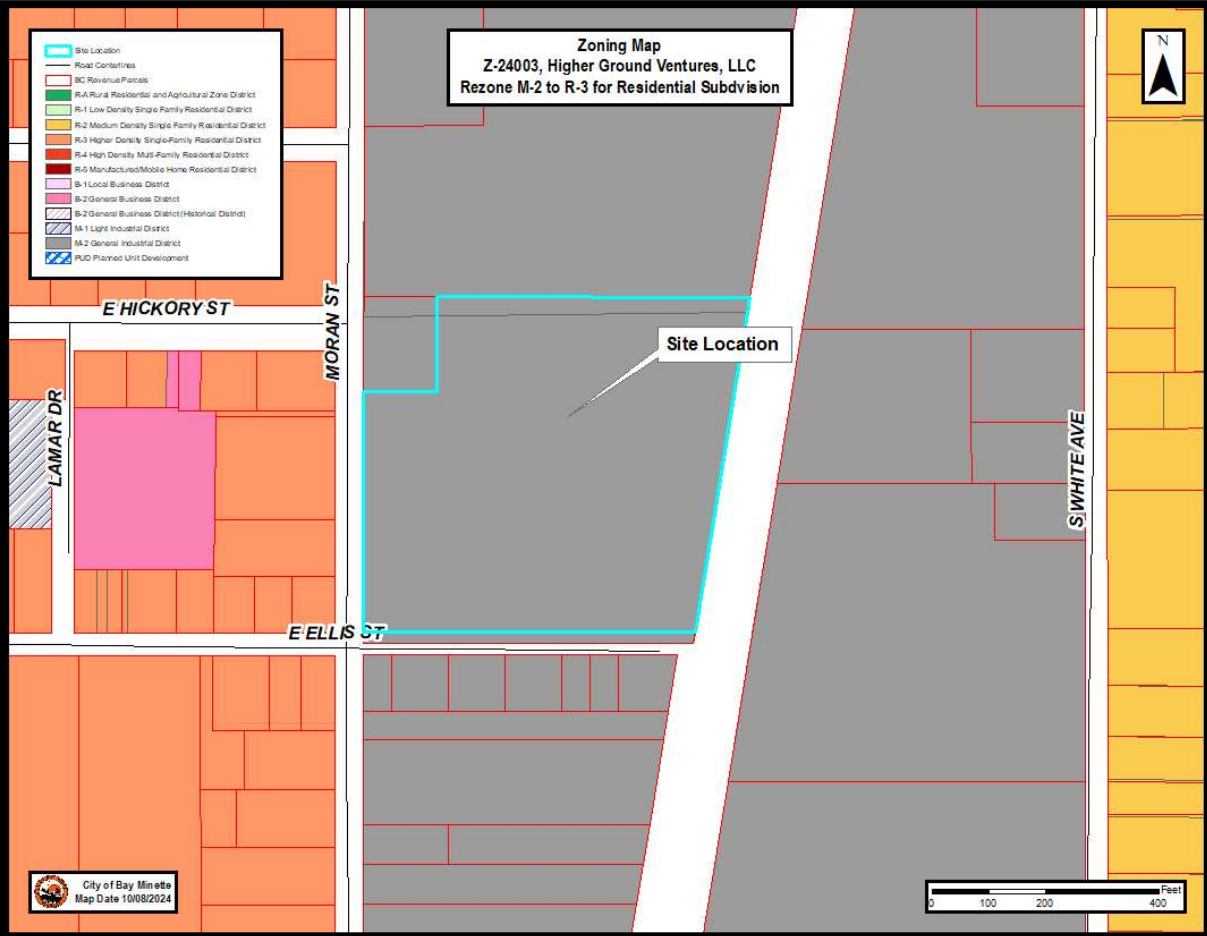 Zoning Map
Z-24003, Higher Ground Ventures, LLC
Rezone M-2 to R-3 for Residential Subdvision
N
Site Location
Road Centerlines
BC Revenue Parcels
R-A Rural Residential and Agricultural Zone District
R-1 Low Density Single Family Residential District
R-2 Medium Density Single Family Residential District
R-3 Higher Density Single-Family Residential District
R-4 High Density Multi-Family Residential District
R-5 Manufactured/Mobile Home Residential District
B-1 Local Business District
B-2 General Business District
B-2 General Business District (Historical District)
M-1 Light Industrial District
M-2 General Industrial District
PUD Planned Unit Development
E HICKORY ST
MORAN ST
Site Location
LAMAR DR
S WHITE AVE
E ELLIS ST
City of Bay Minette
Map Date 10/08/2024
Feet
0 100 200 400